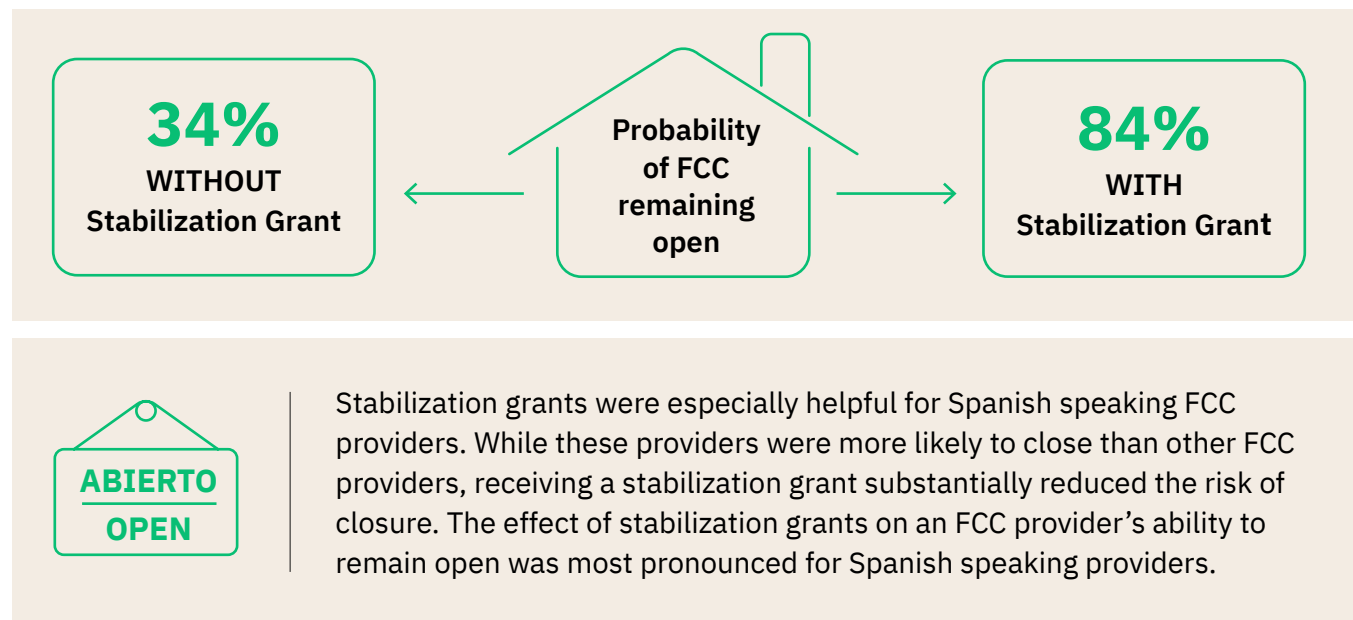 34%
WITHOUT
Stabilization Grant
Probability
of FCC
remaining
open
84%
WITH
Stabilization Grant
ABIERTO
OPEN
Stabilization grants were especially helpful for Spanish speaking FCC
providers. While these providers were more likely to close than other FCC
providers, receiving a stabilization grant substantially reduced the risk of
closure. The effect of stabilization grants on an FCC provider’s ability to
remain open was most pronounced for Spanish speaking providers.